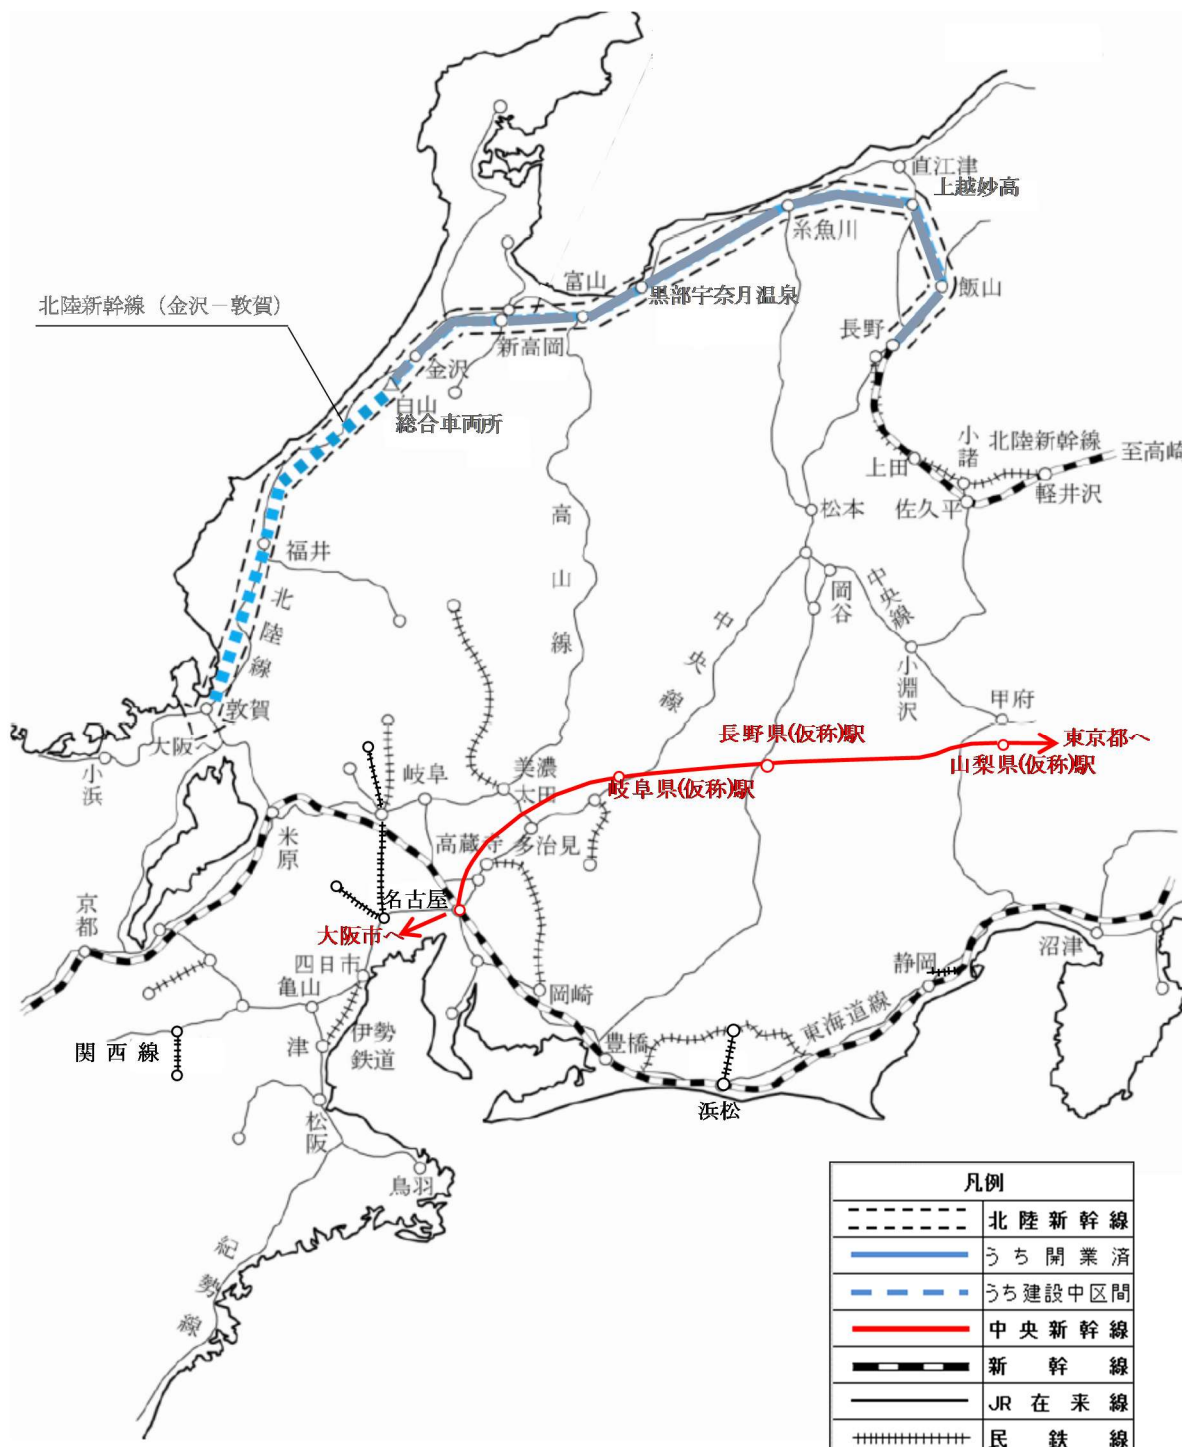 直江津
上越妙高
糸魚川
富山
黒部宇奈月温泉
飯山
北陸新幹線（金沢－敦賀）
長野
新高岡
金沢
白山
総合車両所
小諸
北陸新幹線
至高崎
上田
軽井沢
佐久平
松本
高山線
福井
岡谷
中央線
中央線
北陸線
小淵沢
敦賀
甲府
大阪へ
長野県(仮称)駅
東京都へ
小浜
岐阜
美濃
太田
岐阜県(仮称)駅
山梨県(仮称)駅
米原
高蔵寺
多治見
京都
名古屋
大阪市へ
沼津
四日市
静岡
亀山
岡崎
東海道線
関西線
津
伊勢
鉄道
豊橋
浜松
松阪
鳥羽
紀勢線
凡例
北陸新幹線
うち開業済
うち建設中区間
中央新幹線
新幹線
JR在来線
民鉄線